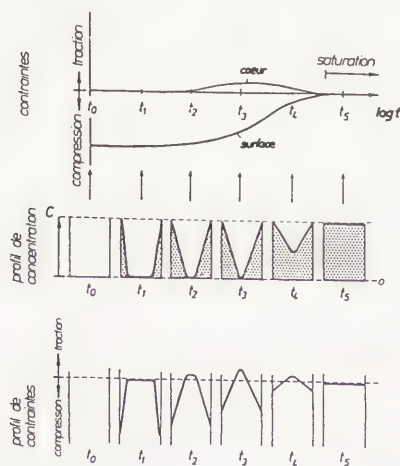 contraintes
traction
compression
coeur
saturation
t0 t1 t2 t3 t4 t5 log t
surface
profil de concentration
C
o
t0 t1 t2 t3 t4 t5
profil de contraintes
traction
compression
t0 t1 t2 t3 t4 t5